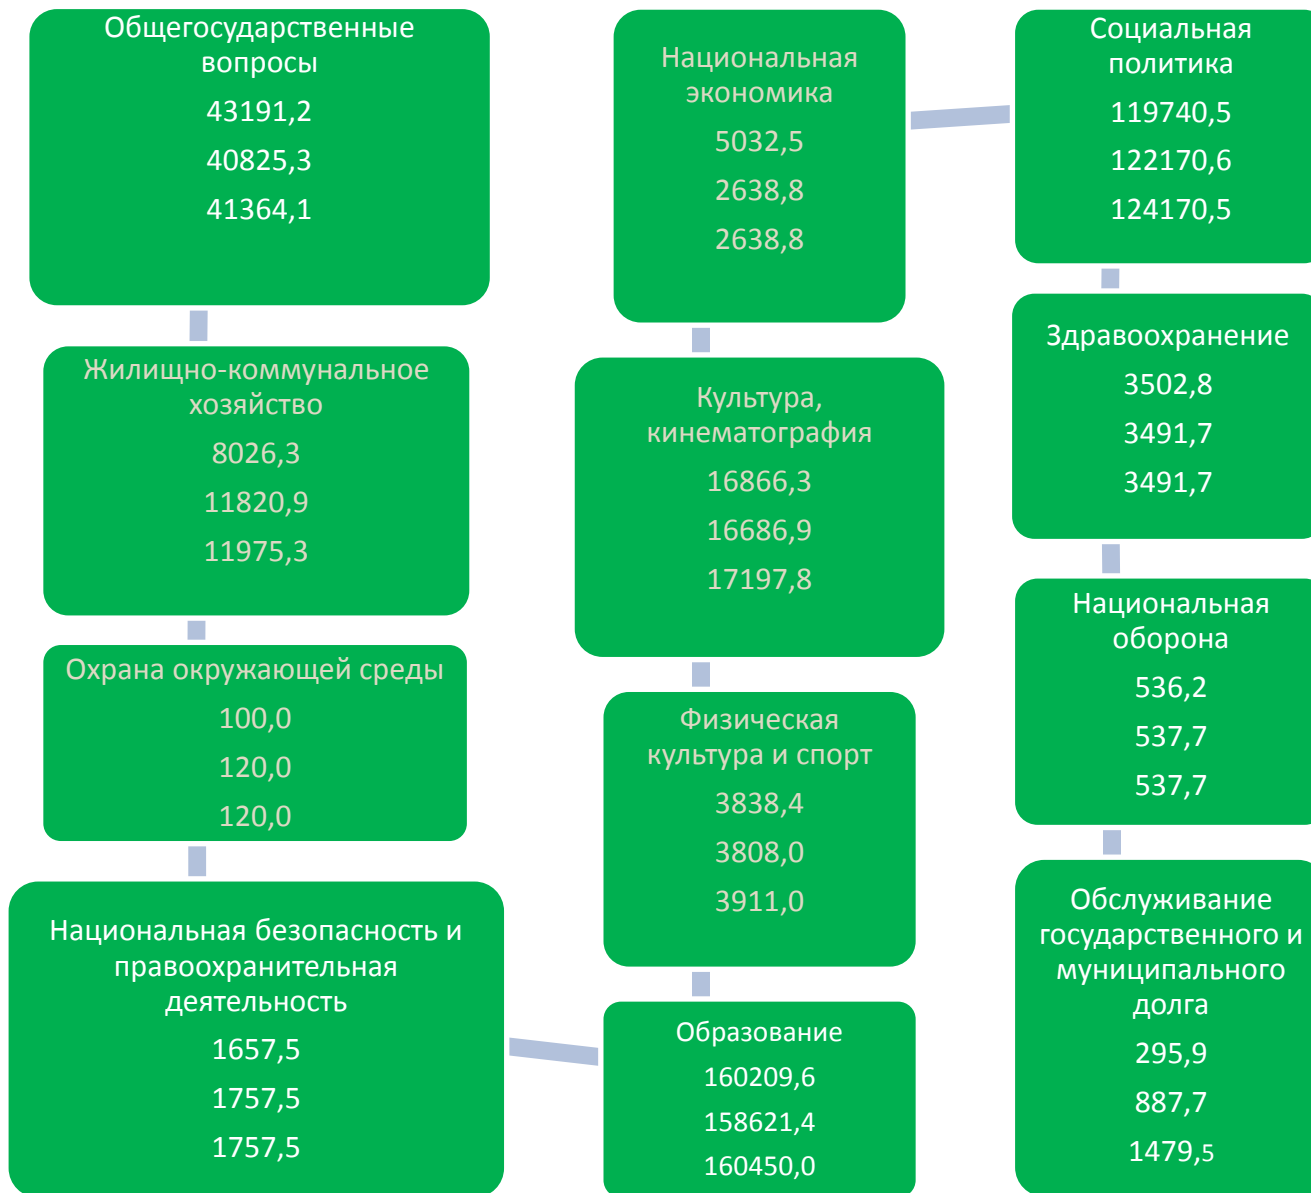 Общегосударственные
вопросы
43191,2
40825,3
41364,1
Жилищно-коммунальное
хозяйство
8026,3
11820,9
11975,3
Охрана окружающей среды
100,0
120,0
120,0
Национальная безопасность и
правоохранительная
деятельность
1657,5
1757,5
1757,5
Национальная
экономика
5032,5
2638,8
2638,8
Культура,
кинематография
16866,3
16686,9
17197,8
Физическая
культура и спорт
3838,4
3808,0
3911,0
Образование
160209,6
158621,4
160450,0
Социальная
политика
119740,5
122170,6
124170,5
Здравоохранение
3502,8
3491,7
3491,7
Национальная
оборона
536,2
537,7
537,7
Обслуживание
государственного и
муниципального
долга
295,9
887,7
1479,5